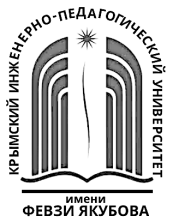 КРЫМСКИЙ ИНЖЕНЕРНО-ПЕДАГОГИЧЕСКИЙ УНИВЕРСИТЕТ
имени
ФЕВЗИ ЯКУБОВА